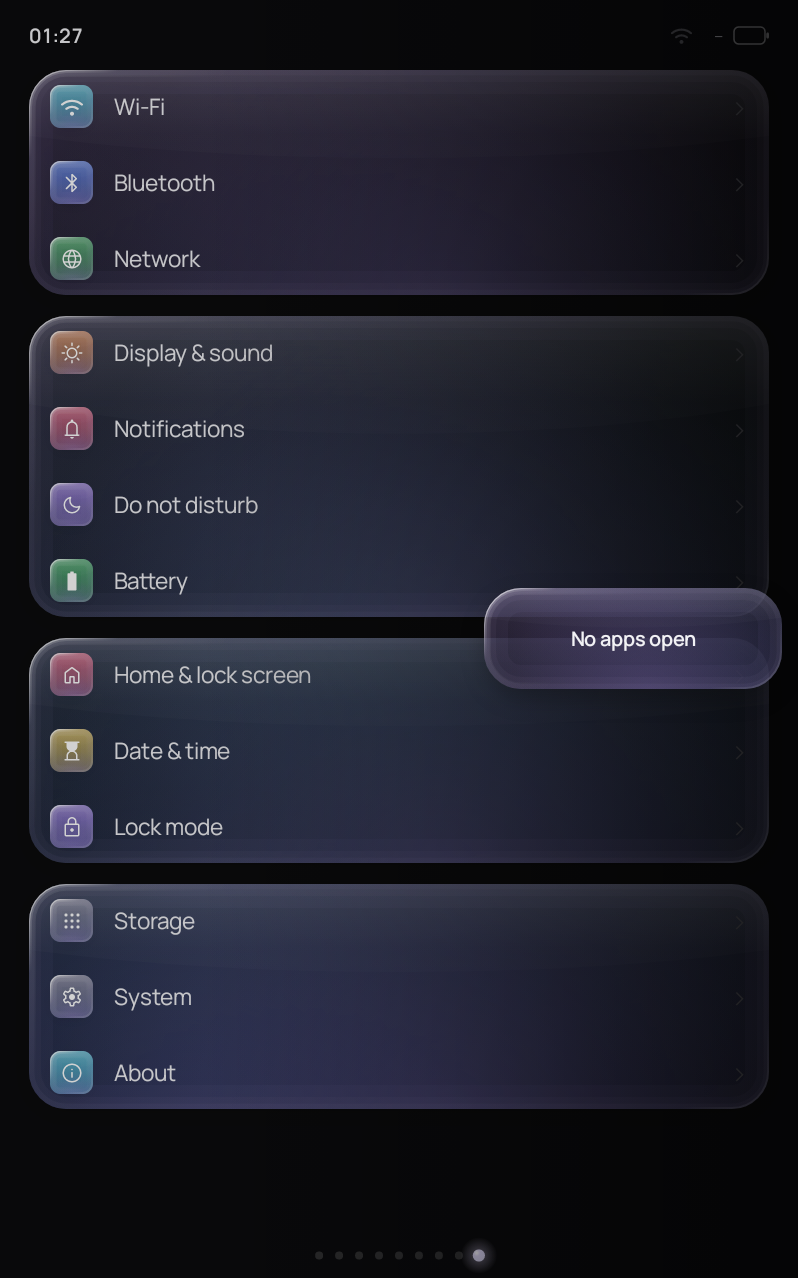 01:27
Wi-Fi
Bluetooth
Network
Display & sound
Notifications
Do not disturb
Battery
No apps open
Home & lock screen
Date & time
Lock mode
Storage
System
About